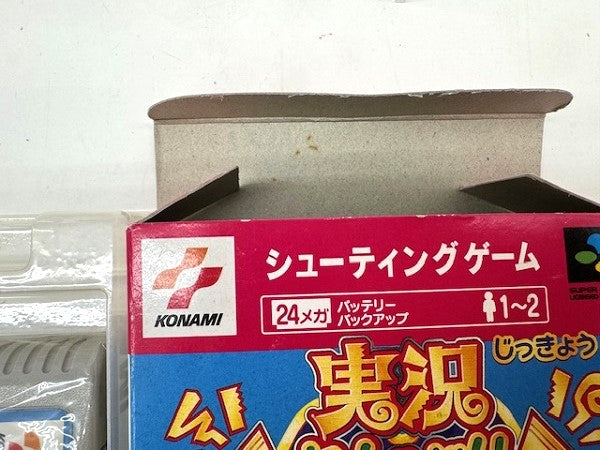 シューティングゲーム
KONAMI
24メガ バッテリーバックアップ 1~2
じっきょう
実況